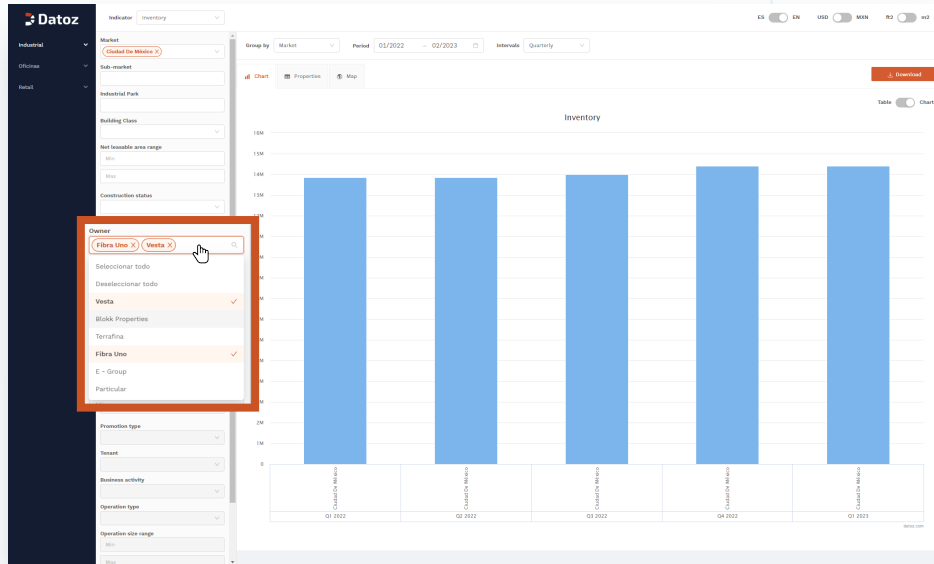 Datoz
Indicator Inventory
ES EN USD MXN ft2 m2
Industrial
Oficinas
Retail
Market
Ciudad De México X
Sub-market
Industrial Park
Building Class
Net leasable area range
Min
Max
Construction status
Owner
Fibra Uno X Vesta X
Seleccionar todo
Deseleccionar todo
Vesta
Blokk Properties
Terrafina
Fibra Uno
E - Group
Particular
Promotion type
Tenant
Business activity
Operation type
Operation size range
Min
Max
Group by Market Period 01/2022 → 02/2023 Intervals Quarterly
Chart Properties Map
Download
Table Chart
Inventory
16M
15M
14M
13M
12M
M
M
M
M
M
M
M
M
M
2M
1M
0
Ciudad De México
Ciudad De México
Ciudad De México
Ciudad De México
Ciudad De México
Q1 2022 Q2 2022 Q3 2022 Q4 2022 Q1 2023
datoz.com